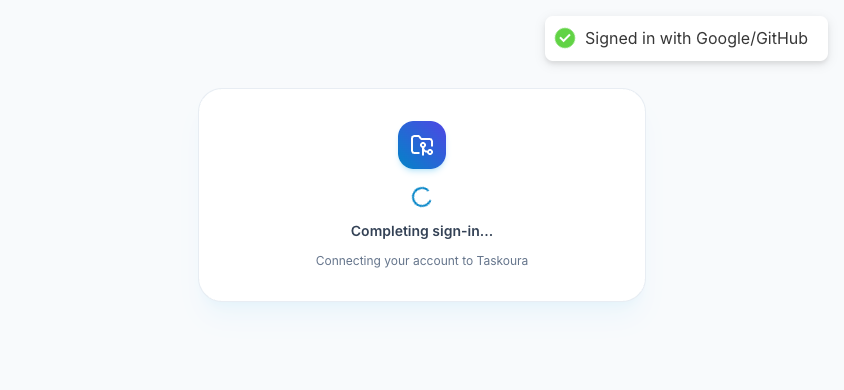 Signed in with Google/GitHub
Completing sign-in...
Connecting your account to Taskoura